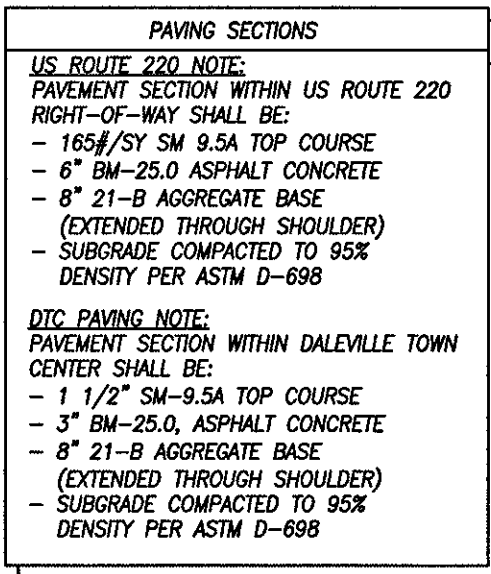 PAVING SECTIONS
US ROUTE 220 NOTE:
PAVEMENT SECTION WITHIN US ROUTE 220
RIGHT-OF-WAY SHALL BE:
- 165#/SY SM 9.5A TOP COURSE
- 6" BM-25.0 ASPHALT CONCRETE
- 8" 21-B AGGREGATE BASE
(EXTENDED THROUGH SHOULDER)
- SUBGRADE COMPACTED TO 95%
DENSITY PER ASTM D-698
DTC PAVING NOTE:
PAVEMENT SECTION WITHIN DALEVILLE TOWN
CENTER SHALL BE:
- 1 1/2" SM-9.5A TOP COURSE
- 3" BM-25.0, ASPHALT CONCRETE
- 8" 21-B AGGREGATE BASE
(EXTENDED THROUGH SHOULDER)
- SUBGRADE COMPACTED TO 95%
DENSITY PER ASTM D-698